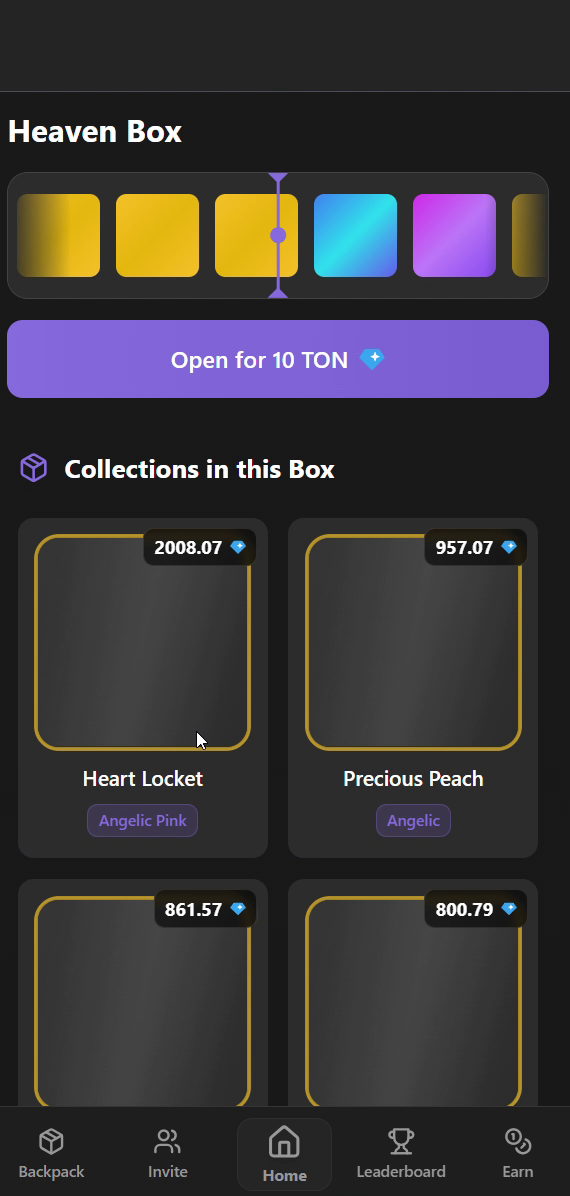 Heaven Box
Open for 10 TON
Collections in this Box
2008.07
957.07
Heart Locket
Precious Peach
Angelic Pink
Angelic
861.57
800.79
Backpack
Invite
Home
Leaderboard
Earn